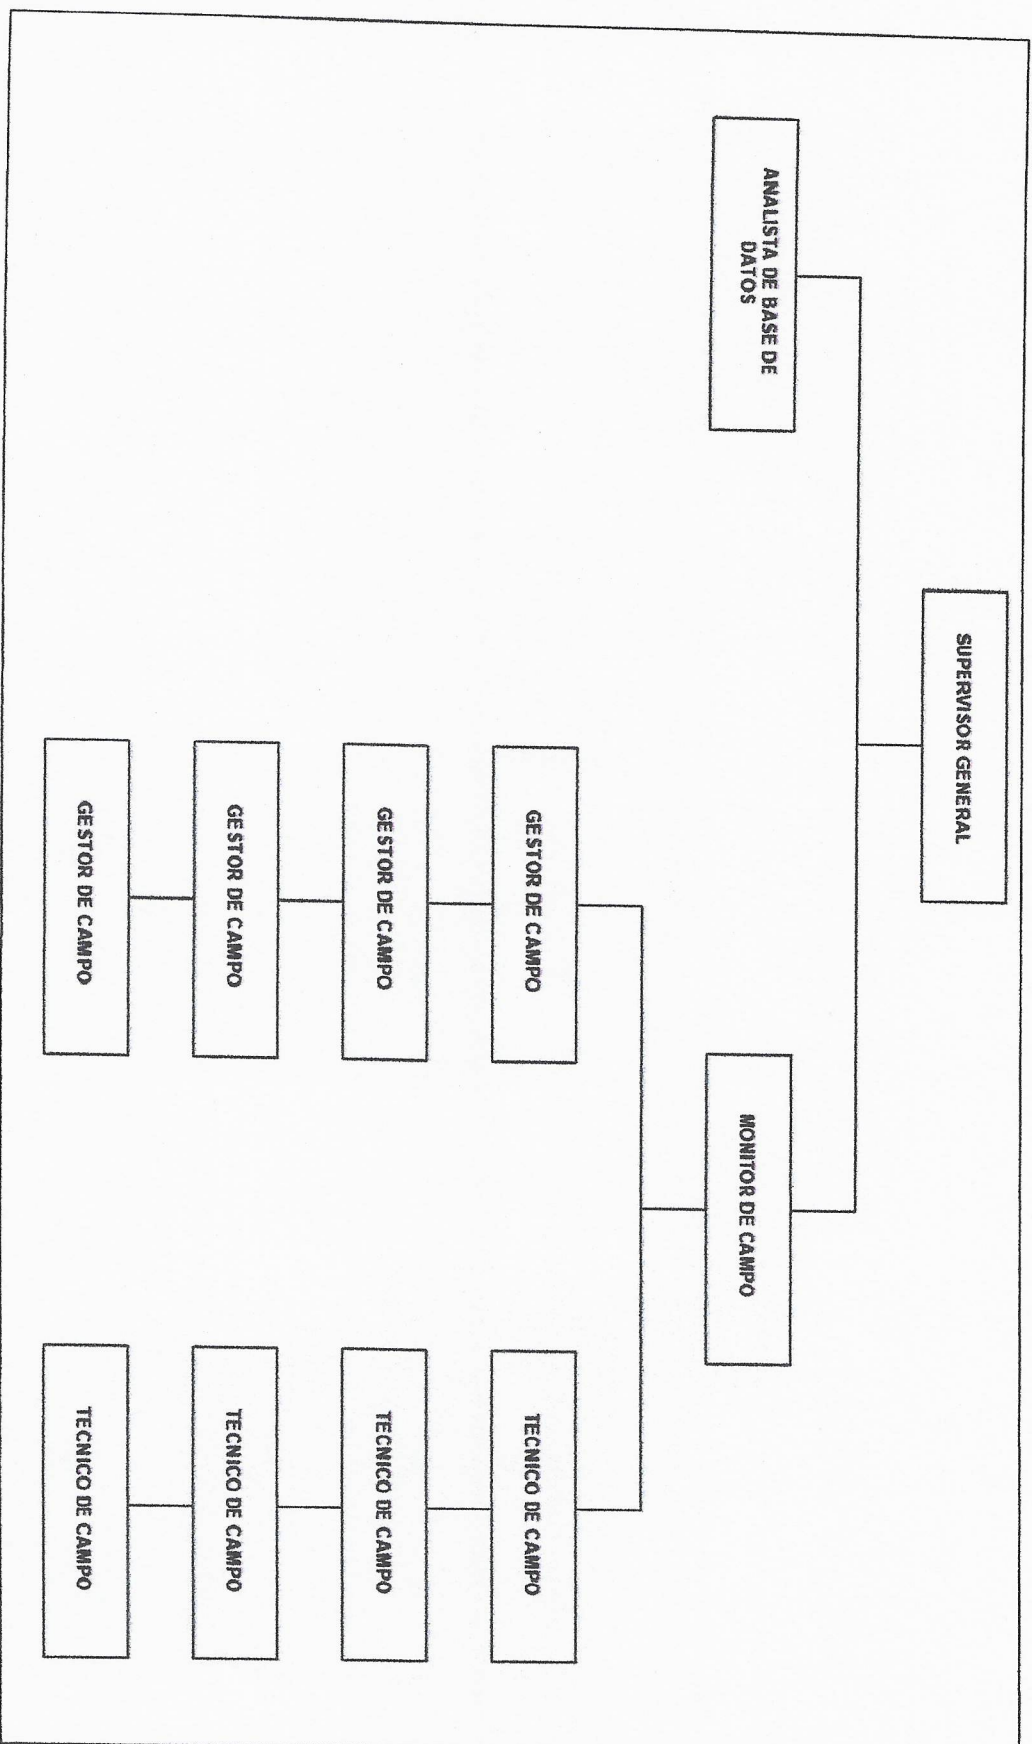 SUPERVISOR GENERAL
ANALISTA DE BASE DE
DATOS
MONITOR DE CAMPO
GESTOR DE CAMPO
TECNICO DE CAMPO
GESTOR DE CAMPO
TECNICO DE CAMPO
GESTOR DE CAMPO
TECNICO DE CAMPO
GESTOR DE CAMPO
TECNICO DE CAMPO